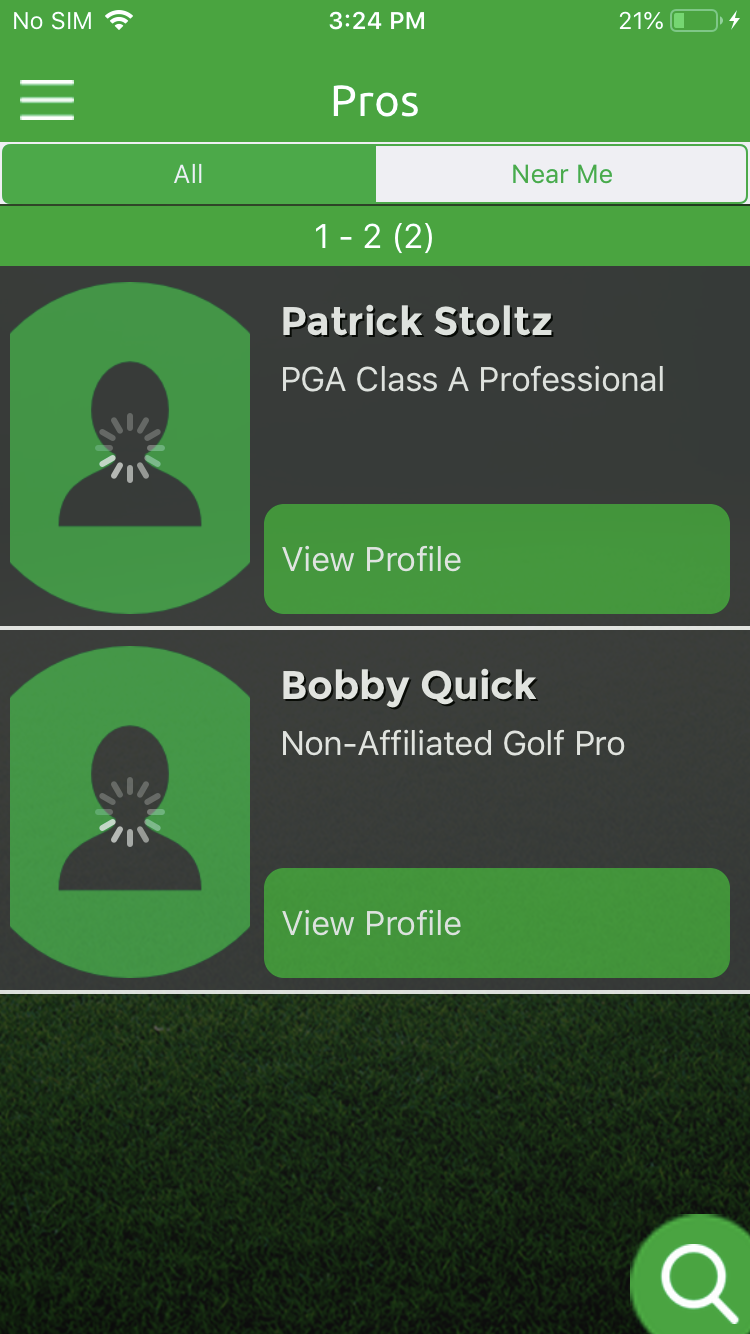 No SIM 3:24 PM 21%
Pros
All Near Me
1 - 2 (2)
Patrick Stoltz
PGA Class A Professional
View Profile
Bobby Quick
Non-Affiliated Golf Pro
View Profile